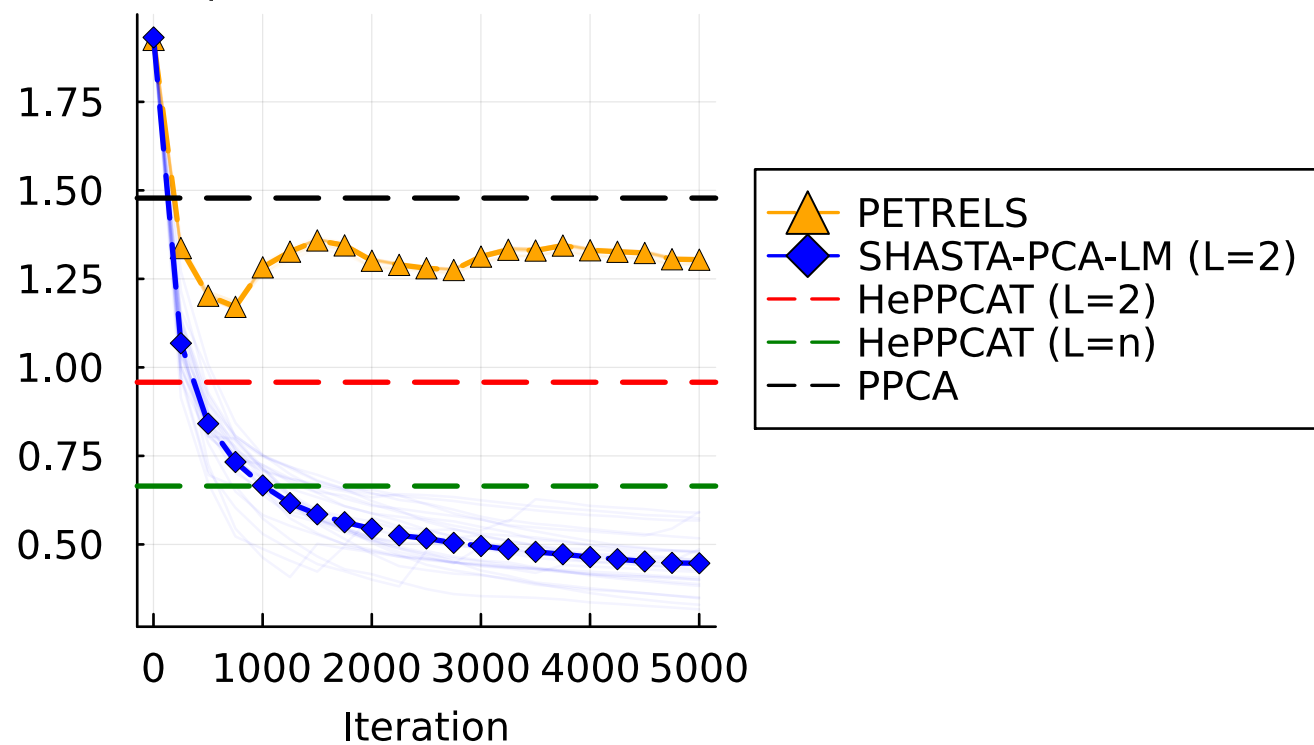 1.75
1.50
1.25
1.00
0.75
0.50
0 1000 2000 3000 4000 5000
Iteration
PETRELS
SHASTA-PCA-LM (L=2)
HePPCAT (L=2)
HePPCAT (L=n)
PPCA